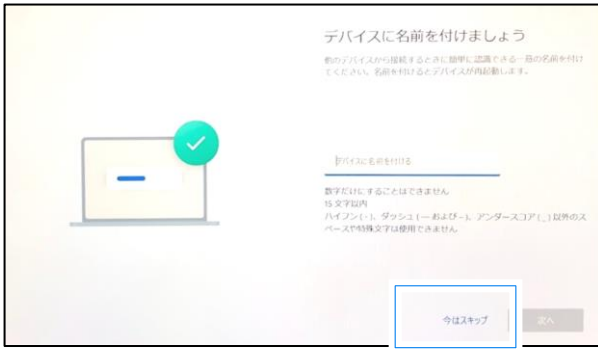 デバイスに名前を付けましょう
他のデバイスから接続するときに簡単に認識できる一意の名前を付け
てください。名前を付けるとデバイスが再起動します。
デバイスに名前を付ける
数字だけにすることはできません
15 文字以内
ハイフン (-)、ダッシュ (— および -)、アンダースコア (_) 以外のス
ペースや特殊文字は使用できません
今はスキップ
次へ